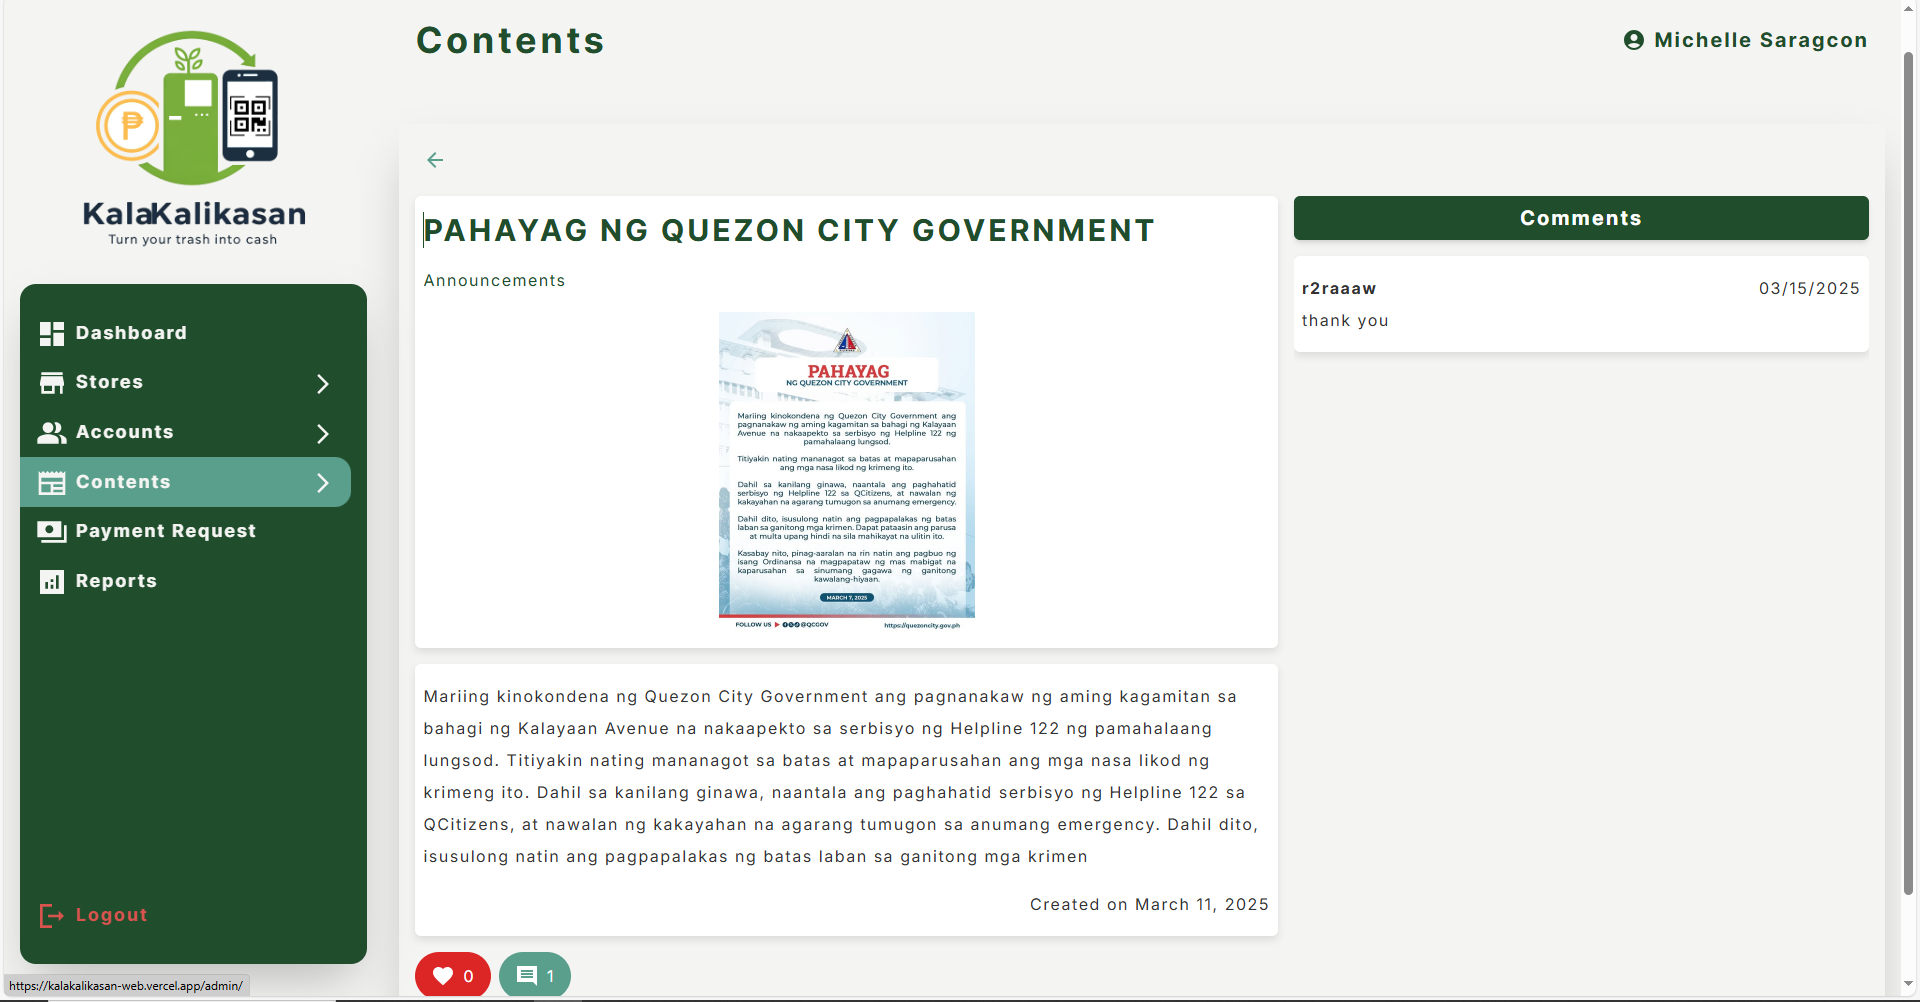 KalaKalikasan
Turn your trash into cash
Dashboard
Stores
Accounts
Contents
Payment Request
Reports
Logout
https://kalakalikasan-web.vercel.app/admin/
Contents
Michelle Saragcon
PAHAYAG NG QUEZON CITY GOVERNMENT
Announcements
PAHAYAG
NG QUEZON CITY GOVERNMENT
Mariing kinokondena ng Quezon City Government ang
pagnanakaw ng aming kagamitan sa bahagi ng Kalayaan
Avenue na nakaapekto sa serbisyo ng Helpline 122 ng
pamahalaang lungsod.
Titiyakin nating mananagot sa batas at mapaparusahan
ang mga nasa likod ng krimeng ito.
Dahil sa kanilang ginawa, naantala ang paghahatid
serbisyo ng Helpline 122 sa QCitizens, at nawalan ng
kakayahan na agarang tumugon sa anumang emergency.
Dahil dito, isusulong natin ang pagpapalakas ng batas
laban sa ganitong mga krimen. Dapat pataasin ang parusa
at multa upang hindi na sila mahikayat na ulitin ito.
Kasabay nito, pinag-aaralan na rin natin ang pagbuo ng
isang Ordinansa na magpapataw ng mas mabigat na
kaparusahan sa sinumang gagawa ng ganitong
kawalang-hiyaan.
MARCH 7, 2025
FOLLOW US @QCGOV
https://quezoncity.gov.ph
Mariing kinokondena ng Quezon City Government ang pagnanakaw ng aming kagamitan sa
bahagi ng Kalayaan Avenue na nakaapekto sa serbisyo ng Helpline 122 ng pamahalaang
lungsod. Titiyakin nating mananagot sa batas at mapaparusahan ang mga nasa likod ng
krimeng ito. Dahil sa kanilang ginawa, naantala ang paghahatid serbisyo ng Helpline 122 sa
QCitizens, at nawalan ng kakayahan na agarang tumugon sa anumang emergency. Dahil dito,
isusulong natin ang pagpapalakas ng batas laban sa ganitong mga krimen
Created on March 11, 2025
0
1
Comments
r2raaaw 03/15/2025
thank you